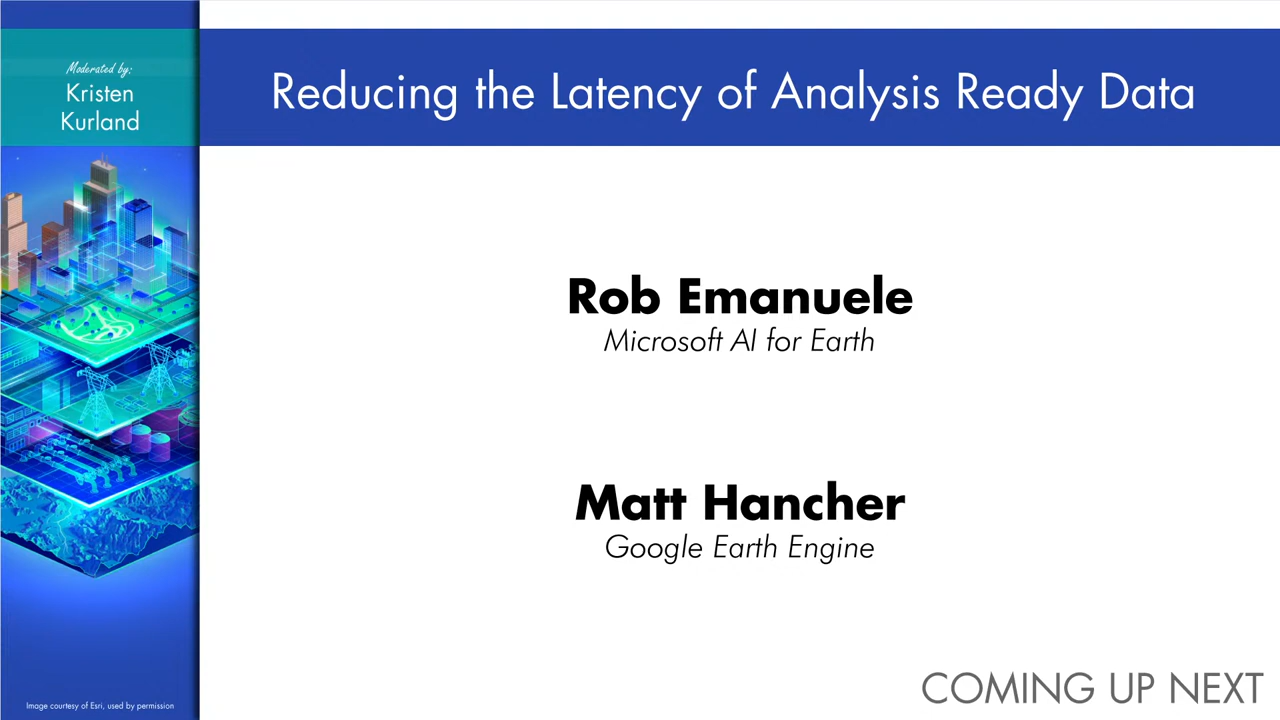 Moderated by:
Kristen
Kurland
Reducing the Latency of Analysis Ready Data
Rob Emanuele
Microsoft AI for Earth
Matt Hancher
Google Earth Engine
Image courtesy of Esri, used by permission
COMING UP NEXT